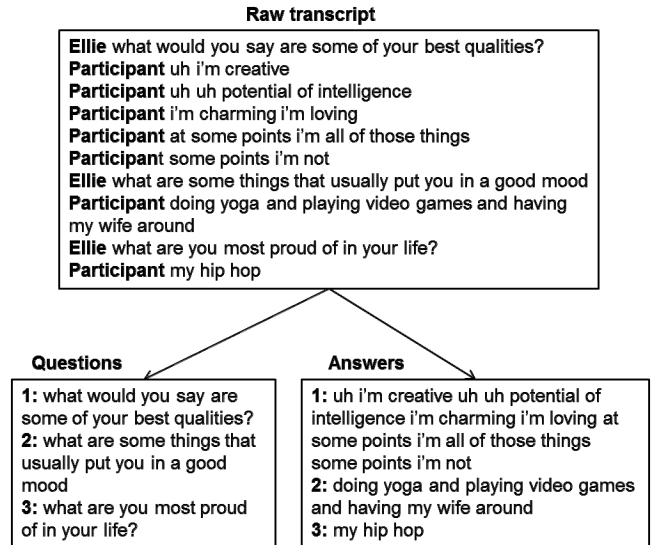 Raw transcript
Ellie what would you say are some of your best qualities?
Participant uh i'm creative
Participant uh uh potential of intelligence
Participant i'm charming i'm loving
Participant at some points i'm all of those things
Participant some points i'm not
Ellie what are some things that usually put you in a good mood
Participant doing yoga and playing video games and having
my wife around
Ellie what are you most proud of in your life?
Participant my hip hop
Questions
1: what would you say are
some of your best qualities?
2: what are some things that
usually put you in a good
mood
3: what are you most proud
of in your life?
Answers
1: uh i'm creative uh uh potential of
intelligence i'm charming i'm loving at
some points i'm all of those things
some points i'm not
2: doing yoga and playing video games
and having my wife around
3: my hip hop